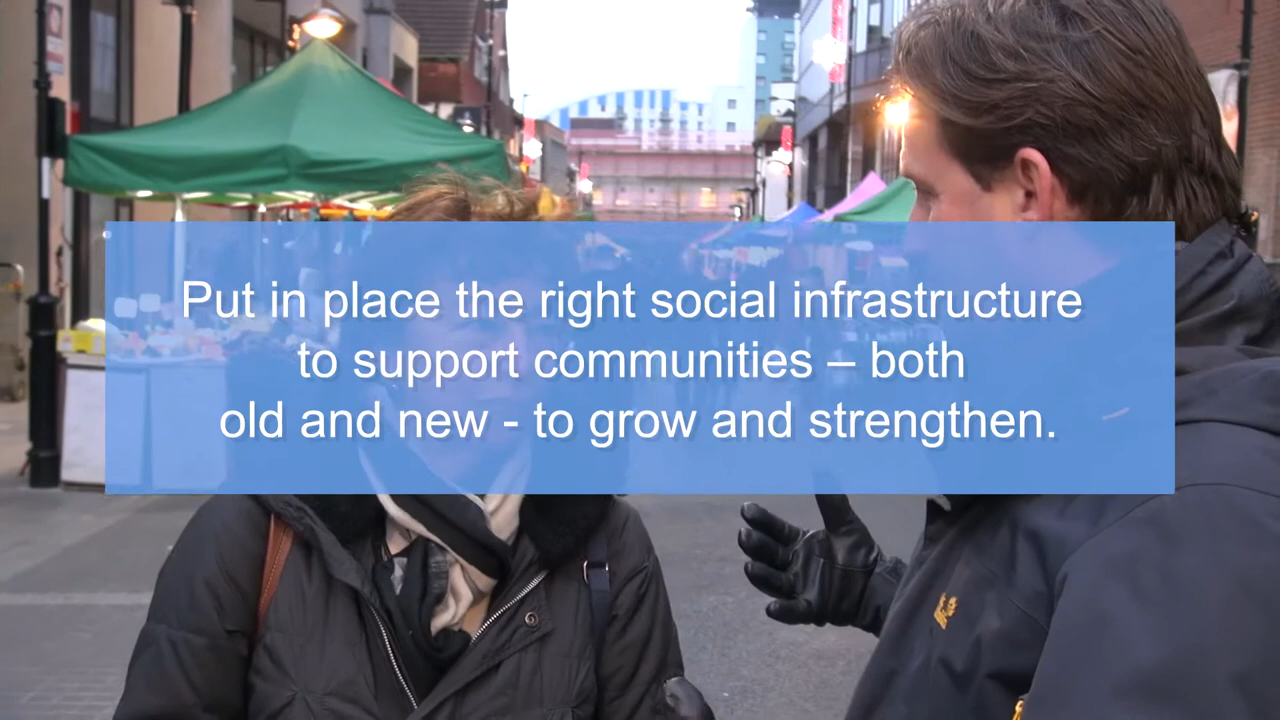 Put in place the right social infrastructure
to support communities – both
old and new - to grow and strengthen.